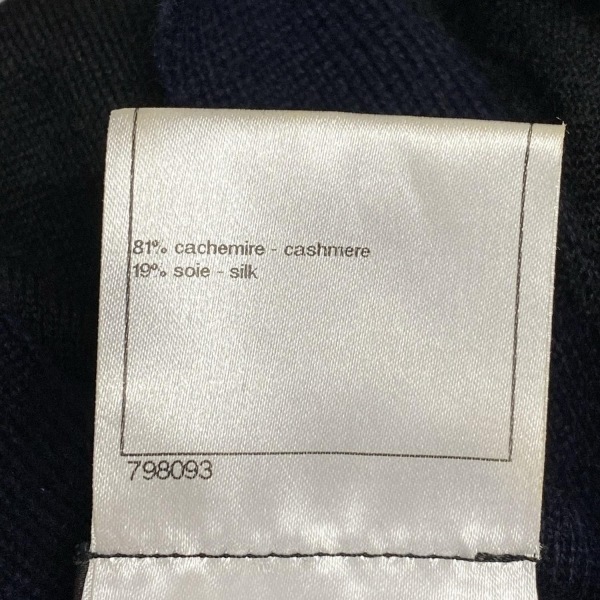 81% cachemire - cashmere
19% soie - silk
798093